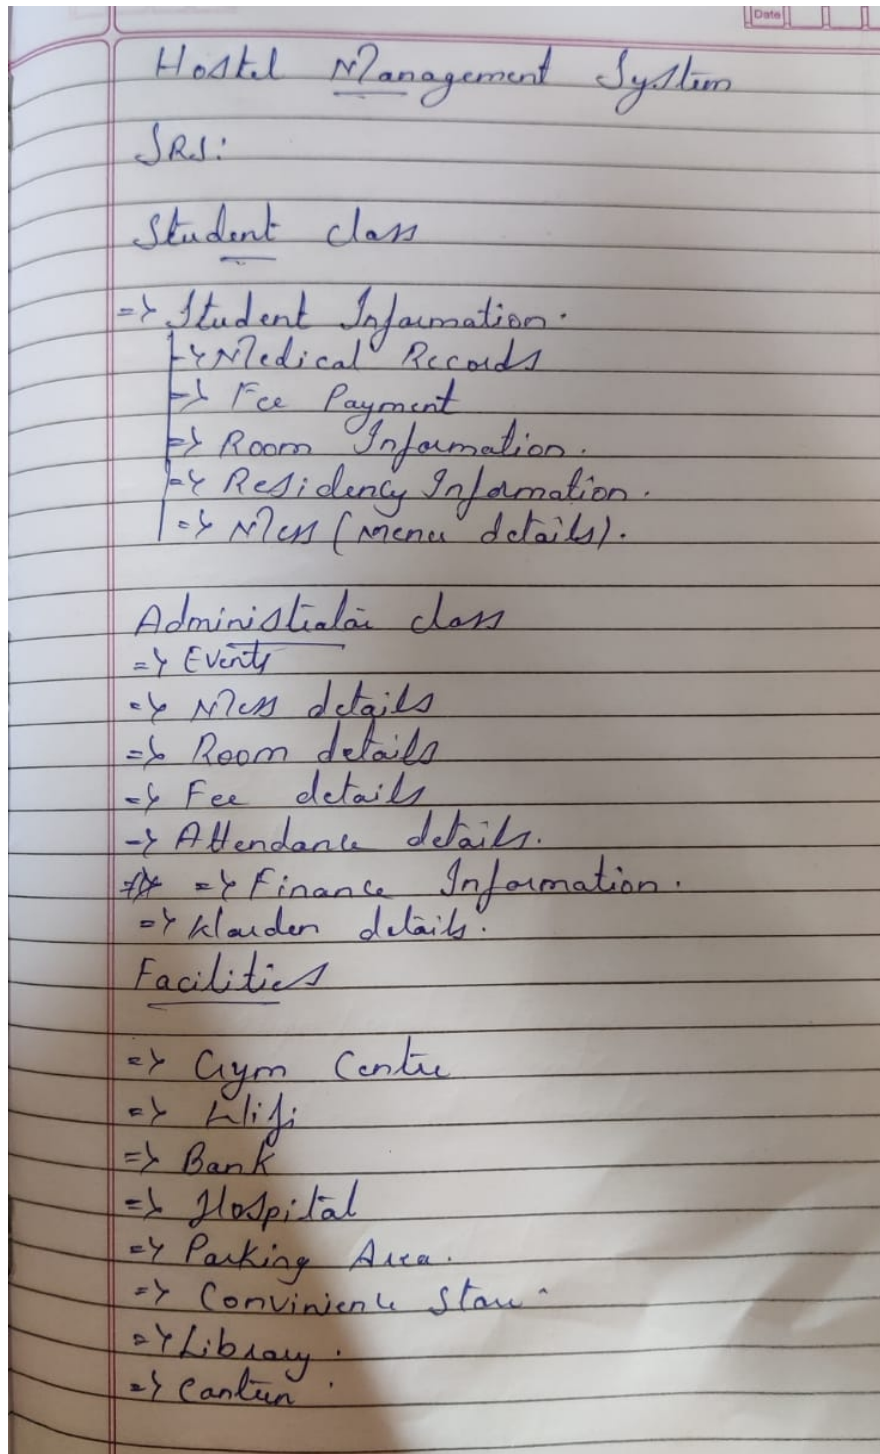 Date
Hostel Management System
SRS:
Student class
=> Student Information.
=> Medical Records
=> Fee Payment
=> Room Information.
=> Residency Information.
=> Mess (menu details).
Administrator class
=> Events
=> Mess details
=> Room details
=> Fee details
-> Attendance details.
=> Finance Information.
=> Warden details.
Facilities
=> Gym Centre
=> Wifi
=> Bank
=> Hospital
=> Parking Area.
=> Convinience Store.
=> Library.
=> Canteen.